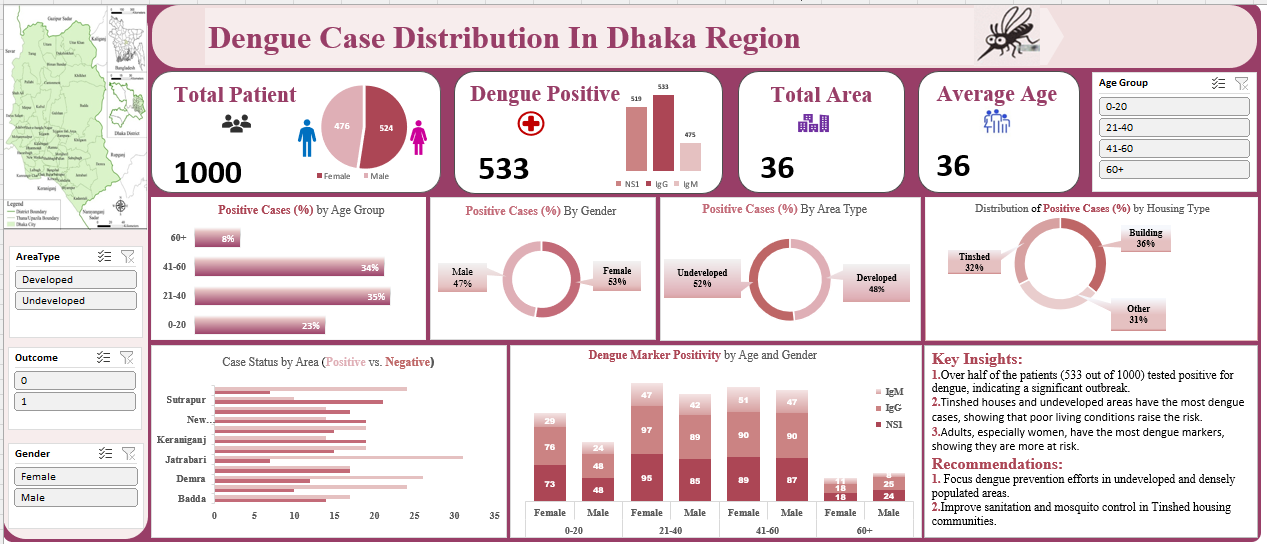 Dengue Case Distribution In Dhaka Region
Gazipur Sadar
Savar
Kaliganj
Rupganj
Keraniganj
Narayanganj
Sadar
Bangladesh
Dhaka District
Legend
District Boundary
Thana/Upazila Boundary
Dhaka City
Total Patient
1000
476
524
Female
Male
Dengue Positive
533
519
533
475
NS1
IgG
IgM
Total Area
36
Average Age
36
Age Group
0-20
21-40
41-60
60+
AreaType
Developed
Undeveloped
Outcome
0
1
Gender
Female
Male
Positive Cases (%) by Age Group
60+
8%
41-60
34%
21-40
35%
0-20
23%
Positive Cases (%) By Gender
Male
47%
Female
53%
Positive Cases (%) By Area Type
Undeveloped
52%
Developed
48%
Distribution of Positive Cases (%) by Housing Type
Building
36%
Tinshed
32%
Other
31%
Case Status by Area (Positive vs. Negative)
Sutrapur
New...
Keraniganj
Jatrabari
Demra
Badda
0 5 10 15 20 25 30 35
Dengue Marker Positivity by Age and Gender
IgM
IgG
NS1
29 24 47 42 51 47 11
76 48 97 89 90 90 18 25
73 48 95 85 89 87 18 24
Female Male Female Male Female Male Female Male
0-20 21-40 41-60 60+
Key Insights:
1.Over half of the patients (533 out of 1000) tested positive for
dengue, indicating a significant outbreak.
2.Tinshed houses and undeveloped areas have the most dengue
cases, showing that poor living conditions raise the risk.
3.Adults, especially women, have the most dengue markers,
showing they are more at risk.
Recommendations:
1. Focus dengue prevention efforts in undeveloped and densely
populated areas.
2.Improve sanitation and mosquito control in Tinshed housing
communities.